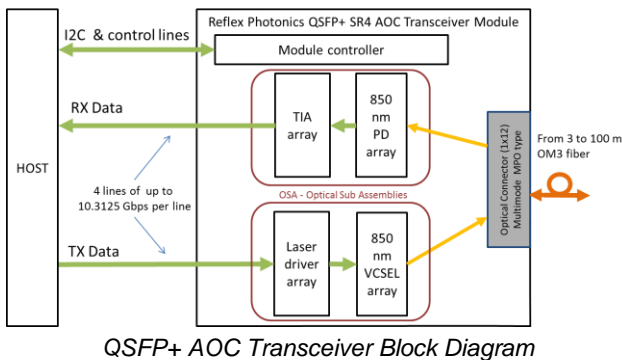 Reflex Photonics QSFP+ SR4 AOC Transceiver Module
I2C & control lines
Module controller
RX Data
TIA
array
850
nm
PD
array
HOST
4 lines of up to
10.3125 Gbps per line
OSA - Optical Sub Assemblies
Optical Connector (1x12)
Multimode MPO type
From 3 to 100 m
OM3 fiber
TX Data
Laser
driver
array
850
nm
VCSEL
array
QSFP+ AOC Transceiver Block Diagram